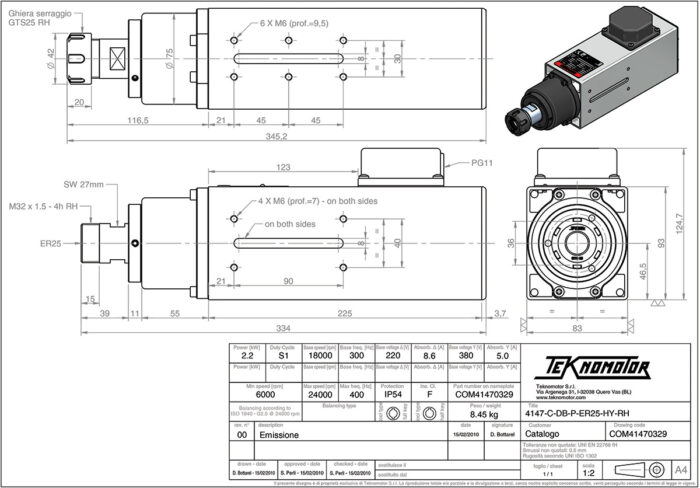 Ghiera serraggio
GTS25 RH
6 X M6 (prof.=9,5)
Ø 42
Ø 75
8
=
=
30
20
116,5
21
45
45
345,2
123
PG11
SW 27mm
4 X M6 (prof.=7) - on both sides
M32 x 1.5 - 4h RH
on both sides
ER25
8
=
=
40
36
46,5
93
124,7
21
90
15
39
11
55
225
3,7
334
=
=
83
Power [kW] Duty Cycle Base speed [rpm] Base freq. [Hz] Base voltage Δ [V] Absorb. Δ [A] Base voltage Y [V] Absorb. Y [A]
2.2 S1 18000 300 220 8.6 380 5.0
Power [kW] Duty Cycle Base speed [rpm] Base freq. [Hz] Base voltage Δ [V] Absorb. Δ [A] Base voltage Y [V] Absorb. Y [A]
Min speed [rpm] Max speed [rpm] Max freq. [Hz] Protection Ins. Cl. Part number on nameplate
6000 24000 400 IP54 F COM41470329
TEKNOMOTOR
Teknomotor S.r.l.
Via Argenega 31, I-32038 Quero Vas (BL)
www.teknomotor.com
Balancing according to
ISO 1940 - G2.5 @ 24000 rpm
Balancing type
tool type
tool type
Peso / weight
8.45 kg
Title
4147-C-DB-P-ER25-HY-RH
rev. n° description date signature
00 Emissione 15/02/2010 D. Bottarel
Customer
Catalogo
Drawing code
COM41470329
Tolleranze non quotate: UNI EN 22768 fH
Smussi non quotati: 0.5 mm
Rugosità secondo UNI ISO 1302
drawn - date approved - date checked - date
D. Bottarel - 15/02/2010 S. Perli - 15/02/2010 S. Perli - 15/02/2010
sostituisce il
sostituito dal
foglio / sheet
1 / 1
scala
1:2
A4
Il presente disegno è di proprietà esclusiva di Teknomotor S.r.l. La riproduzione totale e/o parziale e la divulgazione a terzi, senza nostro esplicito consenso scritto, verrà perseguito secondo i termini di legge in vigore